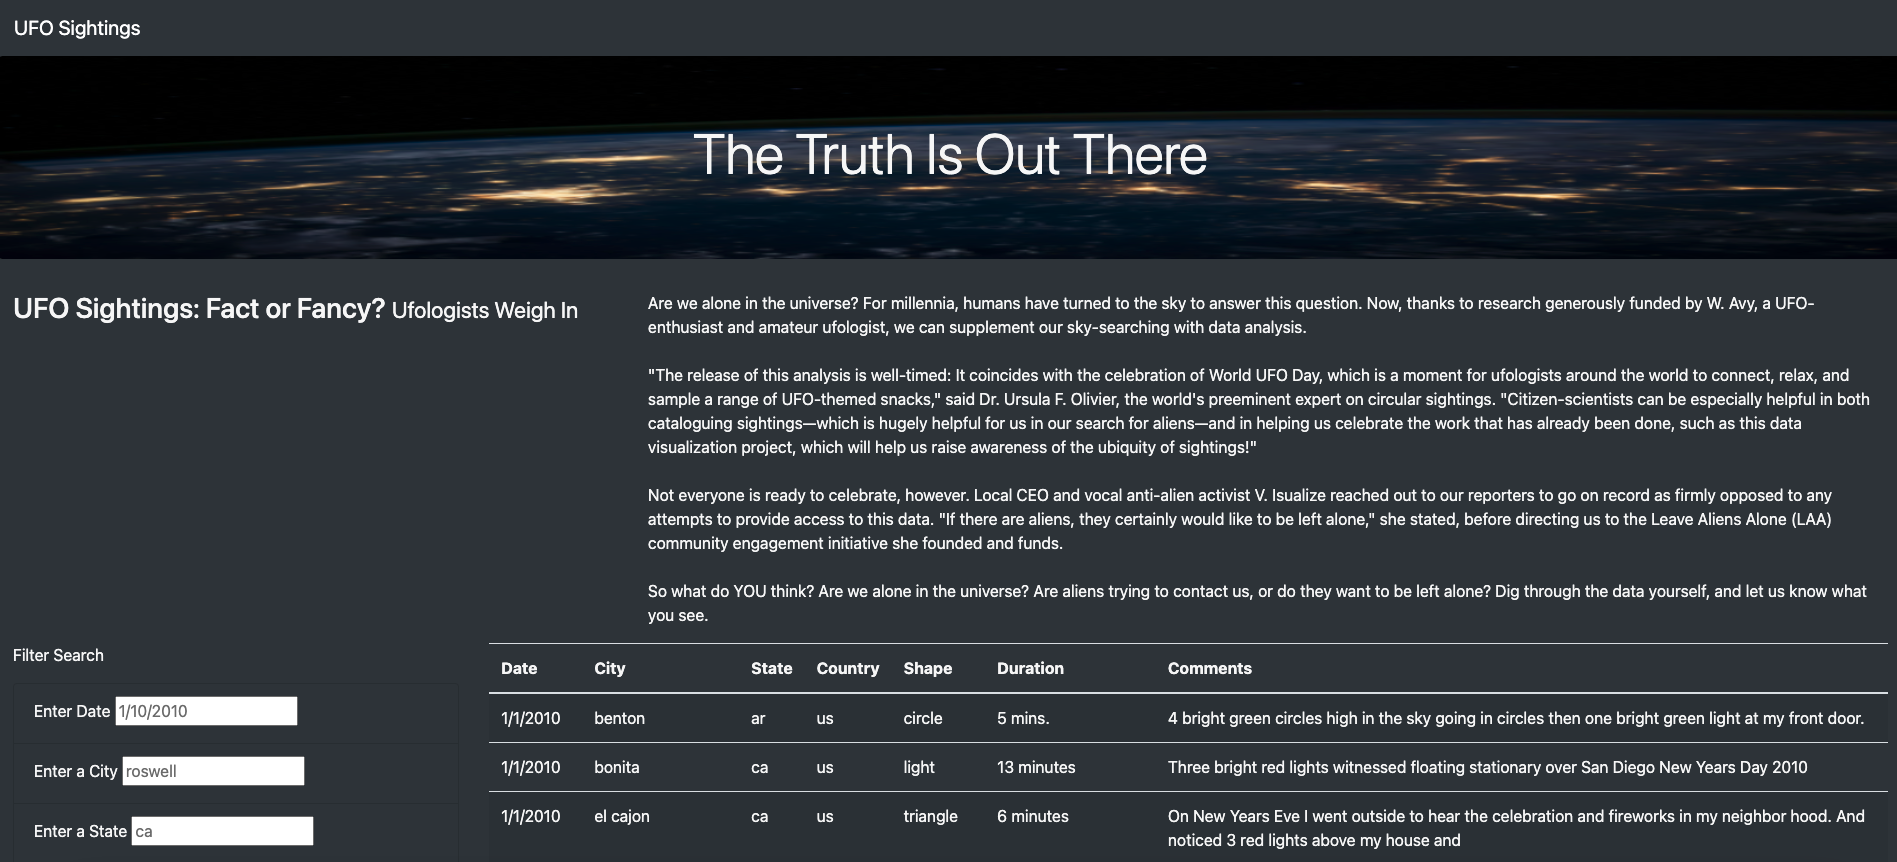 UFO Sightings
The Truth Is Out There
UFO Sightings: Fact or Fancy? Ufologists Weigh In
Are we alone in the universe? For millennia, humans have turned to the sky to answer this question. Now, thanks to research generously funded by W. Avy, a UFO-
enthusiast and amateur ufologist, we can supplement our sky-searching with data analysis.
"The release of this analysis is well-timed: It coincides with the celebration of World UFO Day, which is a moment for ufologists around the world to connect, relax, and
sample a range of UFO-themed snacks," said Dr. Ursula F. Olivier, the world's preeminent expert on circular sightings. "Citizen-scientists can be especially helpful in both
cataloguing sightings—which is hugely helpful for us in our search for aliens—and in helping us celebrate the work that has already been done, such as this data
visualization project, which will help us raise awareness of the ubiquity of sightings!"
Not everyone is ready to celebrate, however. Local CEO and vocal anti-alien activist V. Isualize reached out to our reporters to go on record as firmly opposed to any
attempts to provide access to this data. "If there are aliens, they certainly would like to be left alone," she stated, before directing us to the Leave Aliens Alone (LAA)
community engagement initiative she founded and funds.
So what do YOU think? Are we alone in the universe? Are aliens trying to contact us, or do they want to be left alone? Dig through the data yourself, and let us know what
you see.
Filter Search
Enter Date 1/10/2010
Enter a City roswell
Enter a State ca
Date City State Country Shape Duration Comments
1/1/2010 benton ar us circle 5 mins. 4 bright green circles high in the sky going in circles then one bright green light at my front door.
1/1/2010 bonita ca us light 13 minutes Three bright red lights witnessed floating stationary over San Diego New Years Day 2010
1/1/2010 el cajon ca us triangle 6 minutes On New Years Eve I went outside to hear the celebration and fireworks in my neighbor hood. And
noticed 3 red lights above my house and